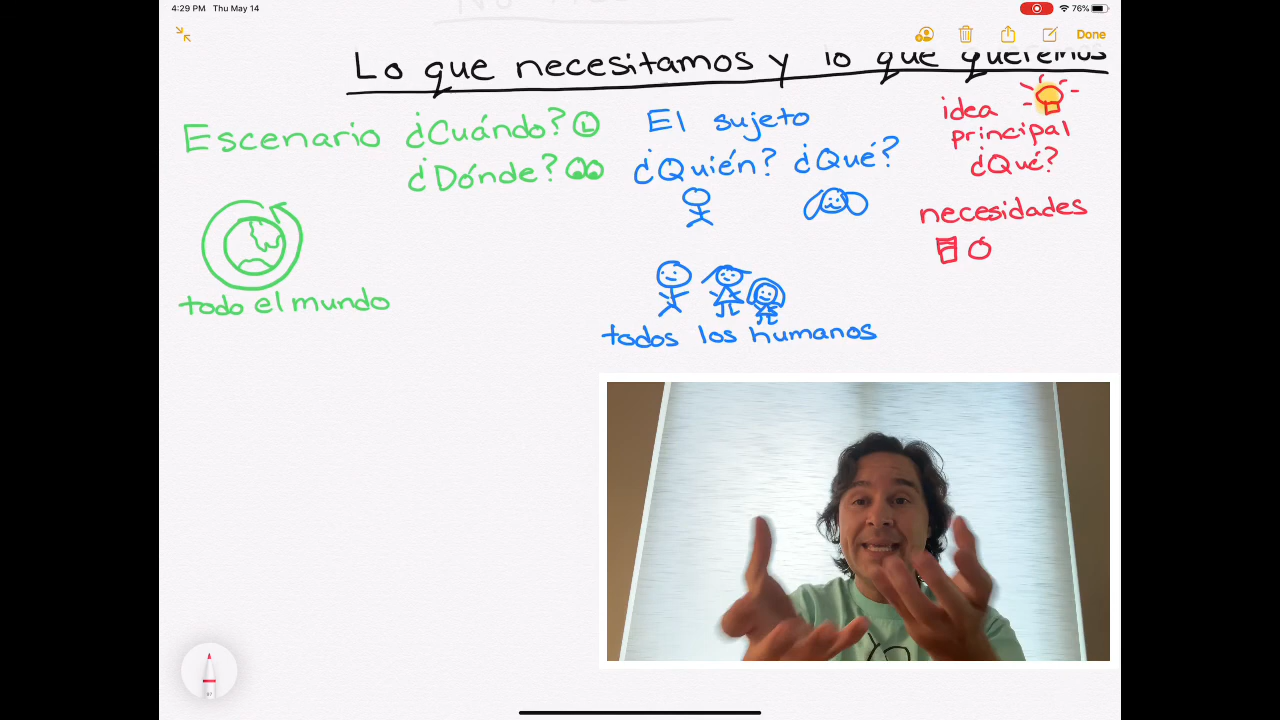 4:29 PM Thu May 14
76%
Done
Lo que necesitamos y lo que queremos
Escenario ¿Cuándo?
¿Dónde?
todo el mundo
El sujeto
¿Quién? ¿Qué?
todos los humanos
idea
principal
¿Qué?
necesidades